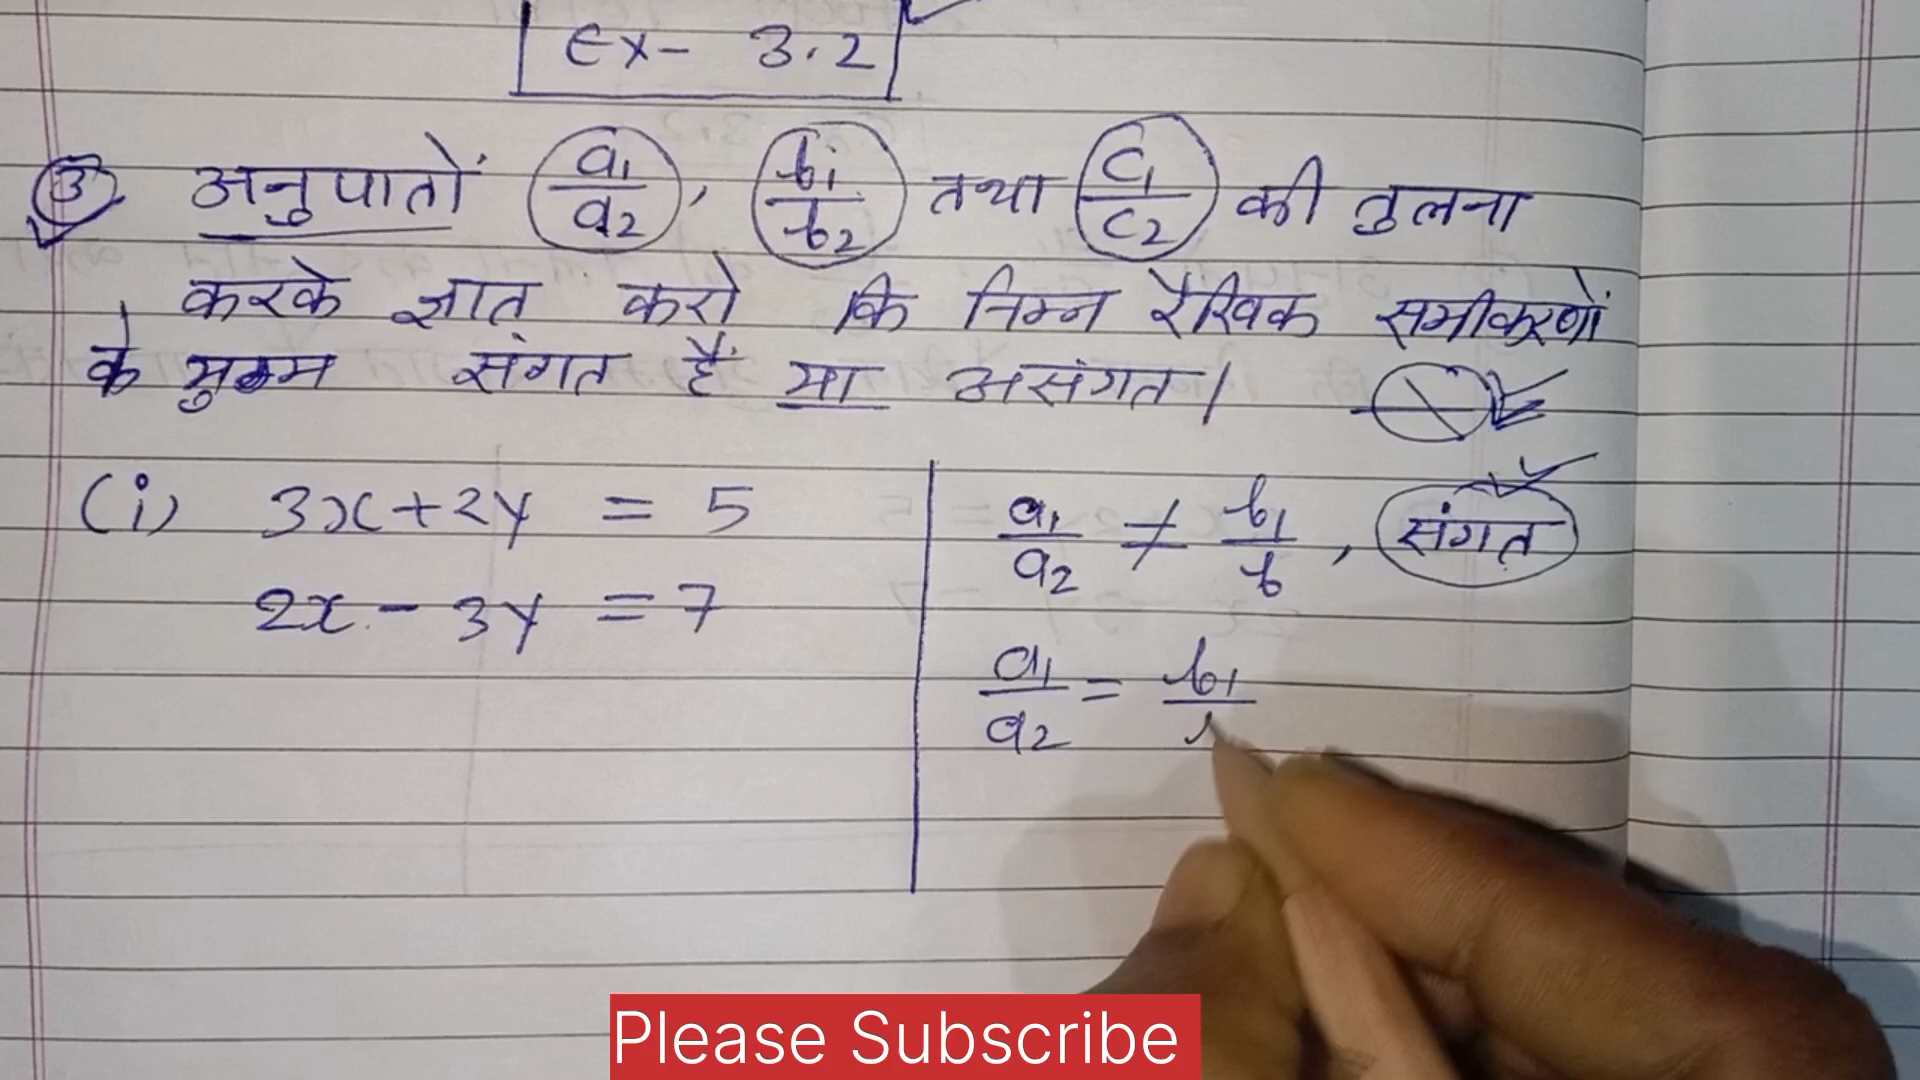 Ex- 3.2
③ अनुपातों a₁/a₂, b₁/b₂ तथा c₁/c₂ की तुलना
करके ज्ञात करो कि निम्न रैखिक समीकरणों
के युग्म संगत हैं या असंगत।
(i) 3x+2y = 5
2x - 3y = 7
a₁/a₂ ≠ b₁/b, संगत
a₁/a₂ = b₁/
Please Subscribe